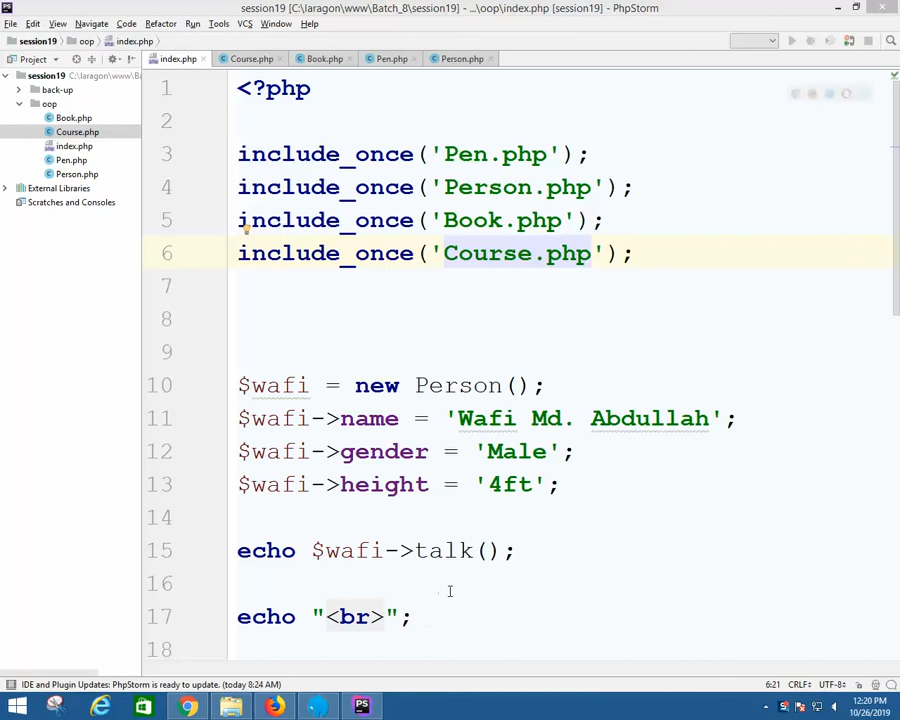 session19 [C:\laragon\www\Batch_8\session19] - ...\oop\index.php [session19] - PhpStorm
File Edit View Navigate Code Refactor Run Tools VCS Window Help
session19 oop index.php
Project
index.php Course.php Book.php Pen.php Person.php
session19 C:\laragon\www\Bat
back-up
oop
Book.php
Course.php
index.php
Pen.php
Person.php
External Libraries
Scratches and Consoles
1 <?php
2
3 include_once('Pen.php');
4 include_once('Person.php');
5 include_once('Book.php');
6 include_once('Course.php');
7
8
9
10 $wafi = new Person();
11 $wafi->name = 'Wafi Md. Abdullah';
12 $wafi->gender = 'Male';
13 $wafi->height = '4ft';
14
15 echo $wafi->talk();
16
17 echo "<br>";
18
IDE and Plugin Updates: PhpStorm is ready to update. (today 8:24 AM)
6:21 CRLF÷ UTF-8÷
12:20 PM
10/26/2019